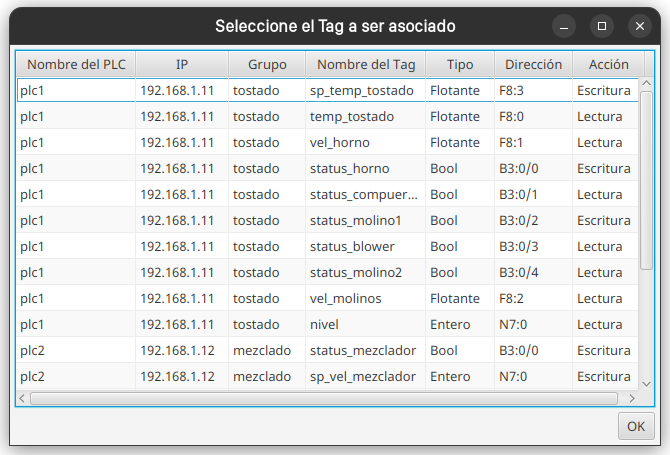 Seleccione el Tag a ser asociado
Nombre del PLC IP Grupo Nombre del Tag Tipo Dirección Acción
plc1 192.168.1.11 tostado sp_temp_tostado Flotante F8:3 Escritura
plc1 192.168.1.11 tostado temp_tostado Flotante F8:0 Lectura
plc1 192.168.1.11 tostado vel_horno Flotante F8:1 Lectura
plc1 192.168.1.11 tostado status_horno Bool B3:0/0 Escritura
plc1 192.168.1.11 tostado status_compuer... Bool B3:0/1 Lectura
plc1 192.168.1.11 tostado status_molino1 Bool B3:0/2 Escritura
plc1 192.168.1.11 tostado status_blower Bool B3:0/3 Lectura
plc1 192.168.1.11 tostado status_molino2 Bool B3:0/4 Lectura
plc1 192.168.1.11 tostado vel_molinos Flotante F8:2 Lectura
plc1 192.168.1.11 tostado nivel Entero N7:0 Lectura
plc2 192.168.1.12 mezclado status_mezclador Bool B3:0/0 Escritura
plc2 192.168.1.12 mezclado sp_vel_mezclador Entero N7:0 Escritura
OK